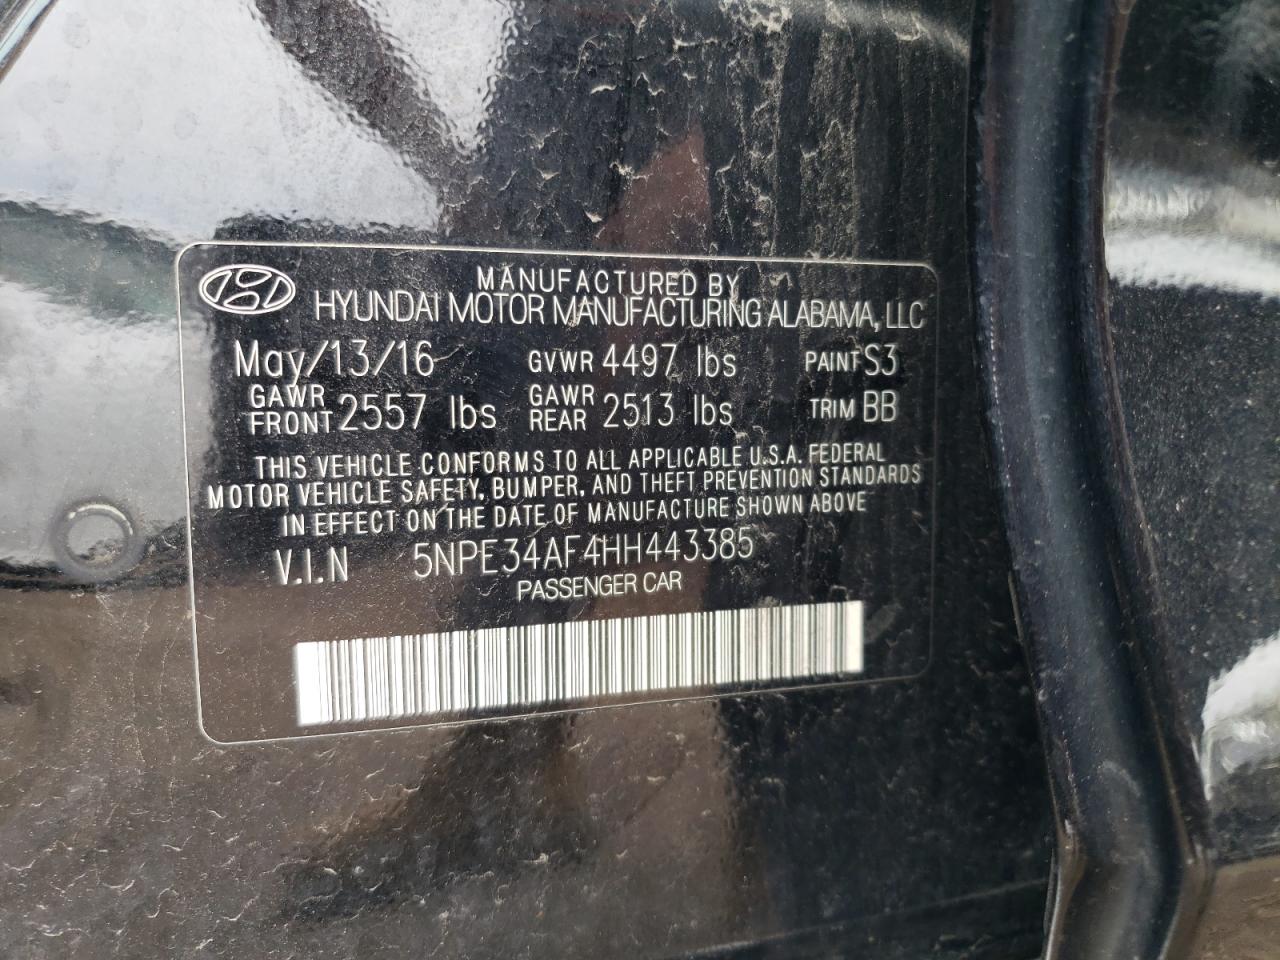 MANUFACTURED BY
HYUNDAI MOTOR MANUFACTURING ALABAMA, LLC
May/13/16 GVWR 4497 lbs PAINT S3
GAWR FRONT 2557 lbs GAWR REAR 2513 lbs TRIM BB
THIS VEHICLE CONFORMS TO ALL APPLICABLE U.S.A. FEDERAL
MOTOR VEHICLE SAFETY, BUMPER, AND THEFT PREVENTION STANDARDS
IN EFFECT ON THE DATE OF MANUFACTURE SHOWN ABOVE
V.I.N 5NPE34AF4HH443385
PASSENGER CAR